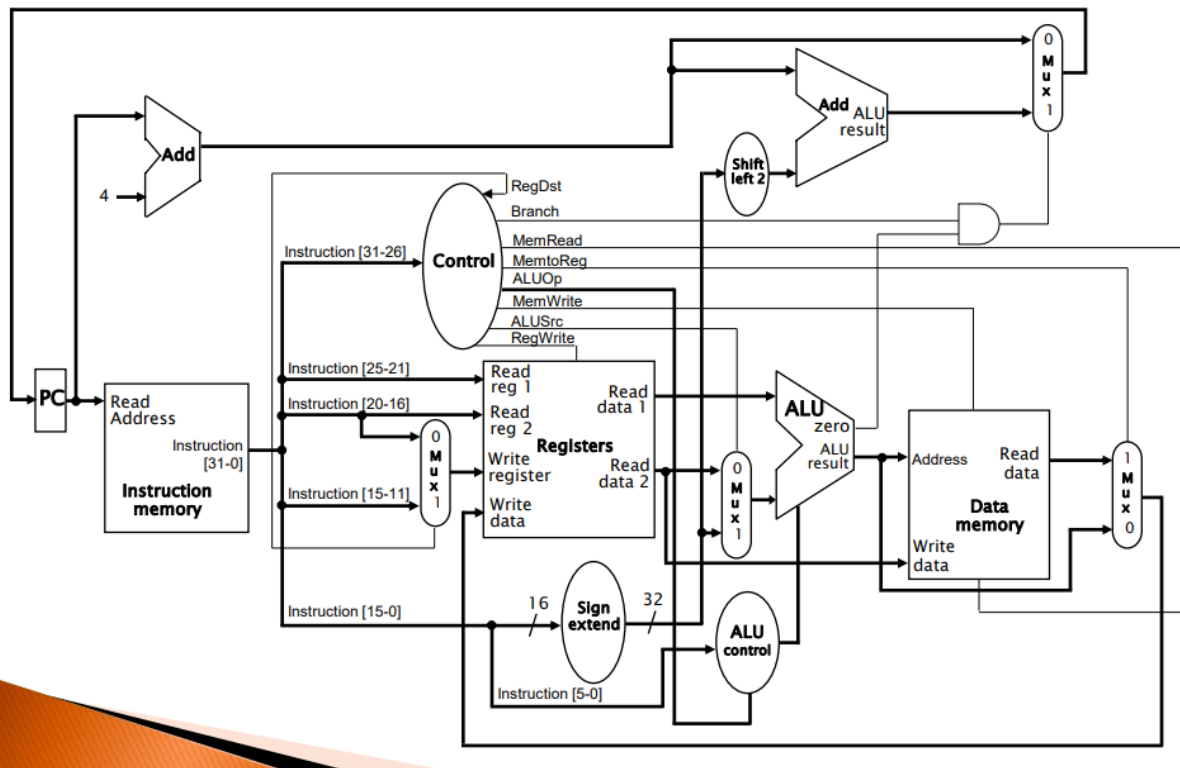 0
M
u
x
1
Add
ALU
result
Add
4
Shift
left 2
RegDst
Branch
MemRead
MemtoReg
ALUOp
MemWrite
ALUSrc
RegWrite
Control
Instruction [31-26]
Instruction [25-21]
Instruction [20-16]
Instruction [15-11]
Instruction [15-0]
Instruction [5-0]
PC
Read
Address
Instruction
[31-0]
Instruction
memory
0
M
u
x
1
Read
reg 1
Read
reg 2
Write
register
Write
data
Registers
Read
data 1
Read
data 2
0
M
u
x
1
ALU
zero
ALU
result
Address
Read
data
Data
memory
Write
data
1
M
u
x
0
16
Sign
extend
32
ALU
control